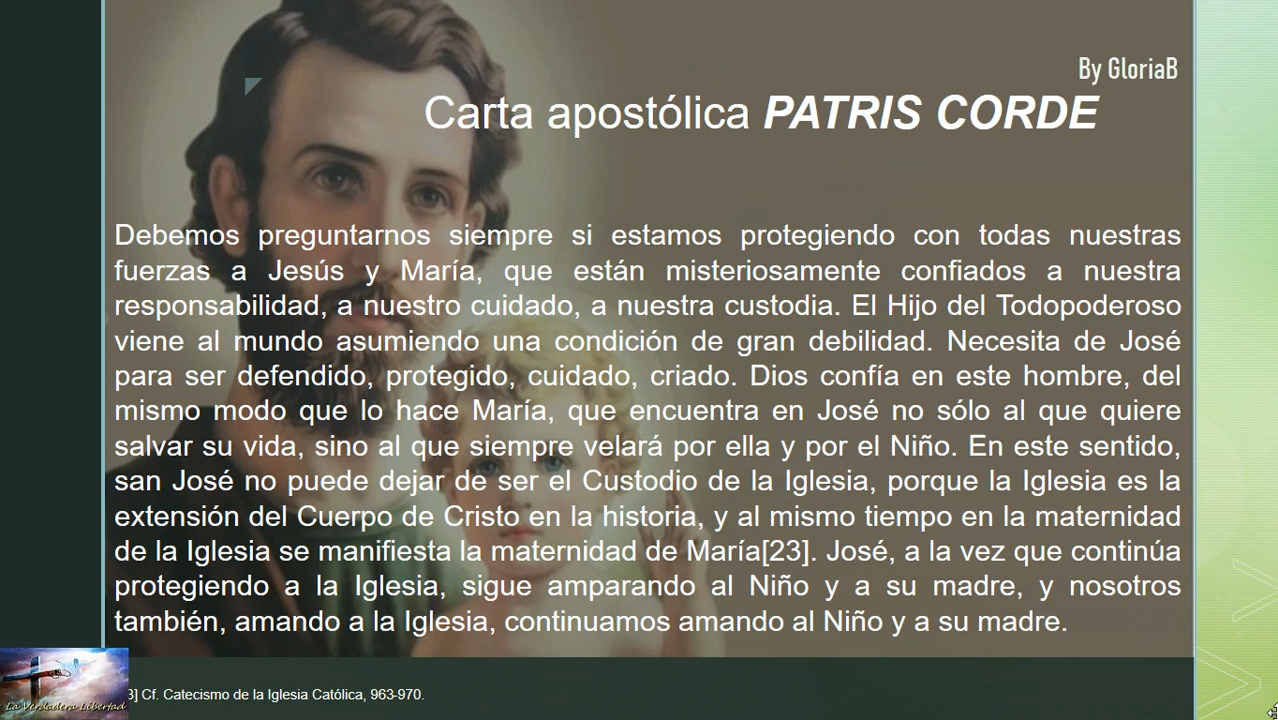 By GloriaB
Carta apostólica PATRIS CORDE
Debemos preguntarnos siempre si estamos protegiendo con todas nuestras
fuerzas a Jesús y María, que están misteriosamente confiados a nuestra
responsabilidad, a nuestro cuidado, a nuestra custodia. El Hijo del Todopoderoso
viene al mundo asumiendo una condición de gran debilidad. Necesita de José
para ser defendido, protegido, cuidado, criado. Dios confía en este hombre, del
mismo modo que lo hace María, que encuentra en José no sólo al que quiere
salvar su vida, sino al que siempre velará por ella y por el Niño. En este sentido,
san José no puede dejar de ser el Custodio de la Iglesia, porque la Iglesia es la
extensión del Cuerpo de Cristo en la historia, y al mismo tiempo en la maternidad
de la Iglesia se manifiesta la maternidad de María[23]. José, a la vez que continúa
protegiendo a la Iglesia, sigue amparando al Niño y a su madre, y nosotros
también, amando a la Iglesia, continuamos amando al Niño y a su madre.
3] Cf. Catecismo de la Iglesia Católica, 963-970.
La Verdadera Libertad